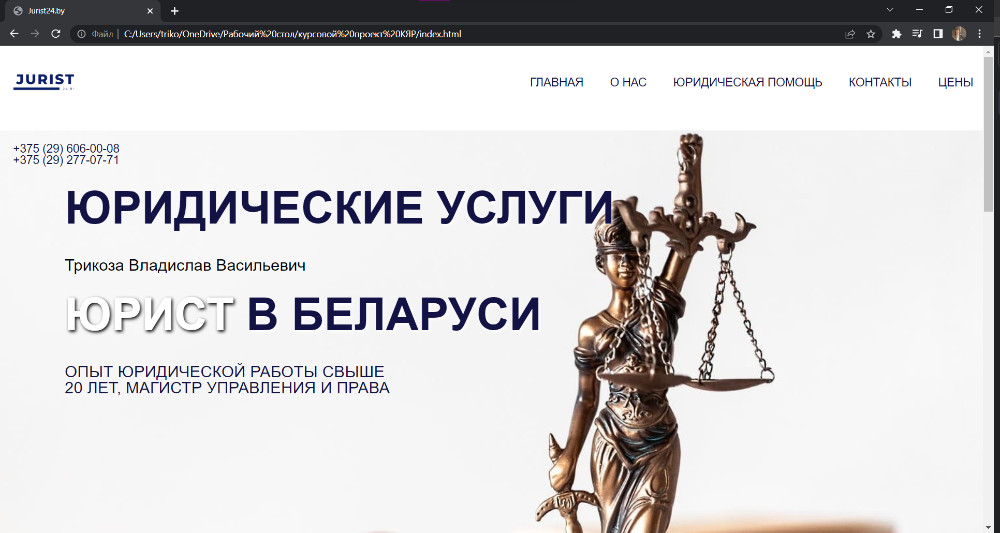 Jurist24.by
Файл
C:/Users/triko/OneDrive/Рабочий%20стол/курсовой%20проект%20КЯР/index.html
JURIST
24.BY
ГЛАВНАЯ
О НАС
ЮРИДИЧЕСКАЯ ПОМОЩЬ
КОНТАКТЫ
ЦЕНЫ
+375 (29) 606-00-08
+375 (29) 277-07-71
ЮРИДИЧЕСКИЕ УСЛУГИ
Трикоза Владислав Васильевич
ЮРИСТ В БЕЛАРУСИ
ОПЫТ ЮРИДИЧЕСКОЙ РАБОТЫ СВЫШЕ
20 ЛЕТ, МАГИСТР УПРАВЛЕНИЯ И ПРАВА